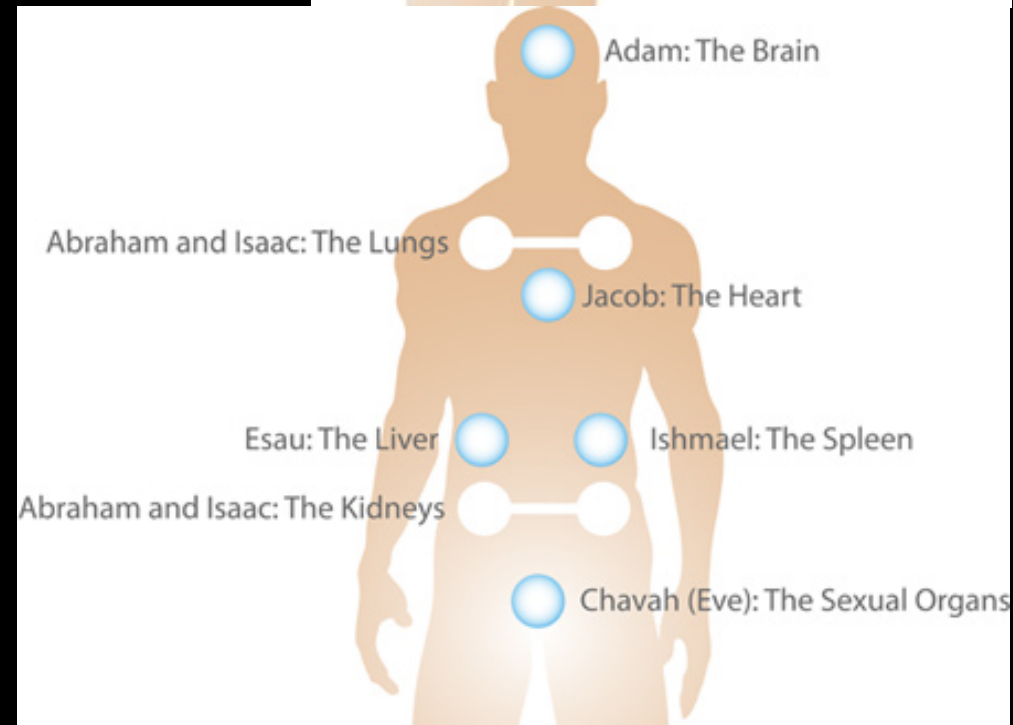 Adam: The Brain
Abraham and Isaac: The Lungs
Jacob: The Heart
Esau: The Liver
Ishmael: The Spleen
Abraham and Isaac: The Kidneys
Chavah (Eve): The Sexual Organs